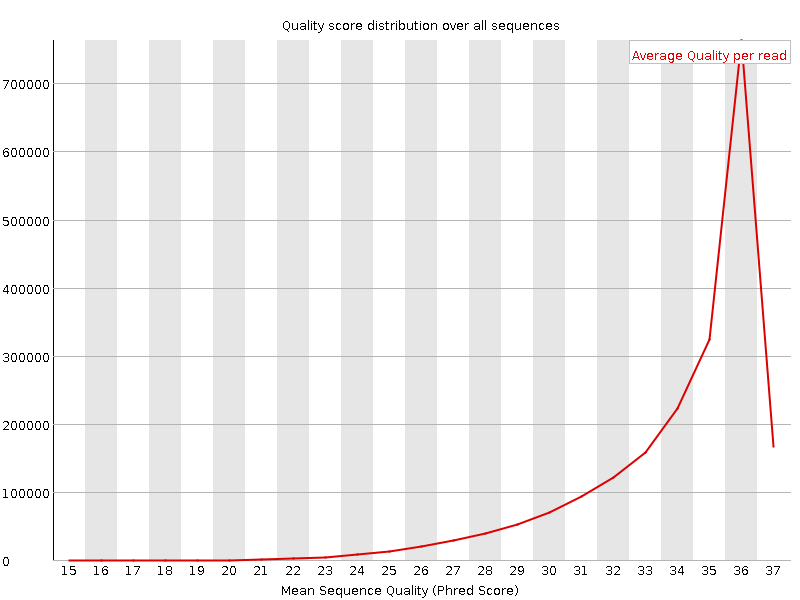 Quality score distribution over all sequences
Average Quality per read
700000
600000
500000
400000
300000
200000
100000
0
15 16 17 18 19 20 21 22 23 24 25 26 27 28 29 30 31 32 33 34 35 36 37
Mean Sequence Quality (Phred Score)